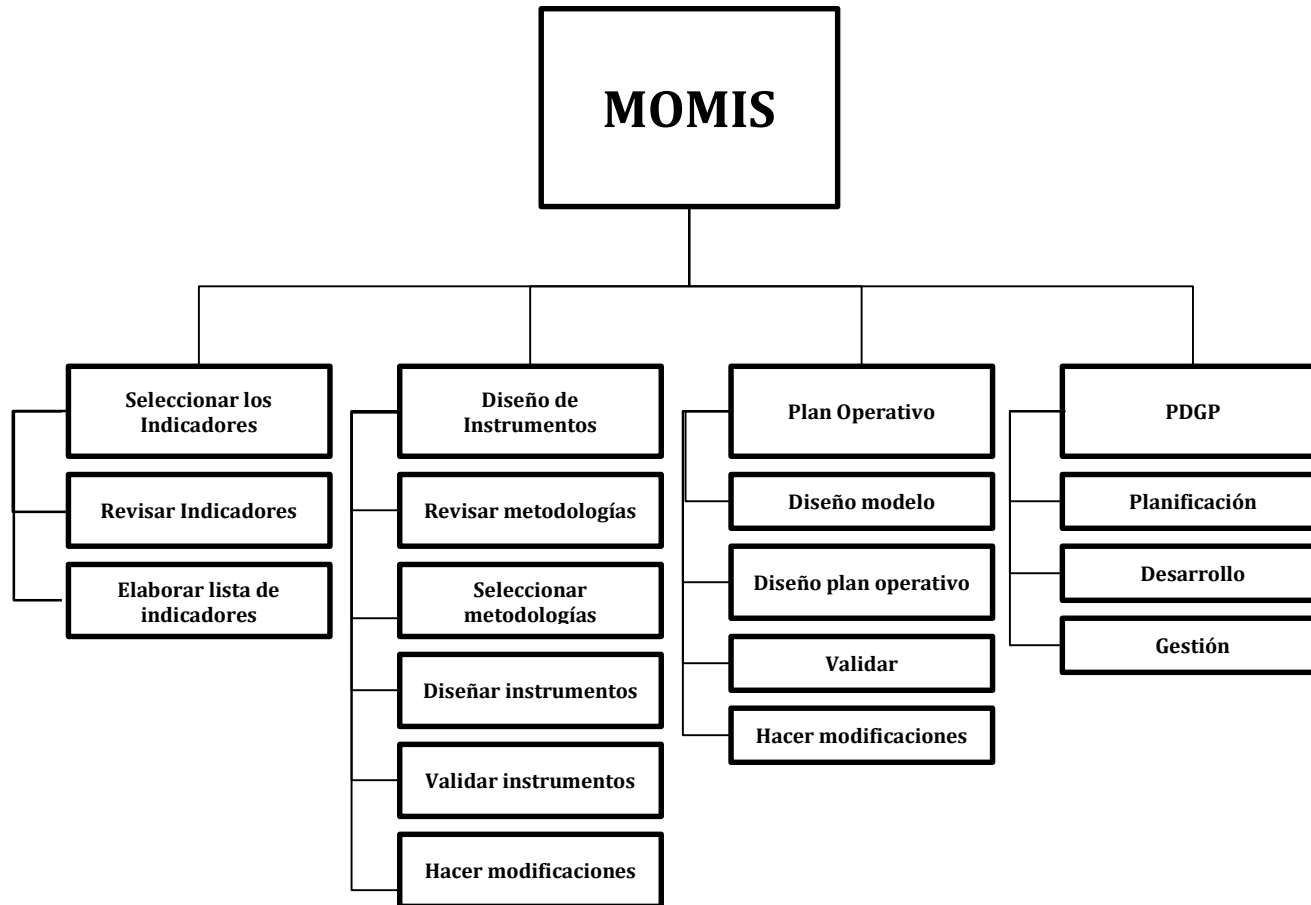 MOMIS
Seleccionar los
Indicadores
Revisar Indicadores
Elaborar lista de
indicadores
Diseño de
Instrumentos
Revisar metodologías
Seleccionar
metodologías
Diseñar instrumentos
Validar instrumentos
Hacer modificaciones
Plan Operativo
Diseño modelo
Diseño plan operativo
Validar
Hacer modificaciones
PDGP
Planificación
Desarrollo
Gestión